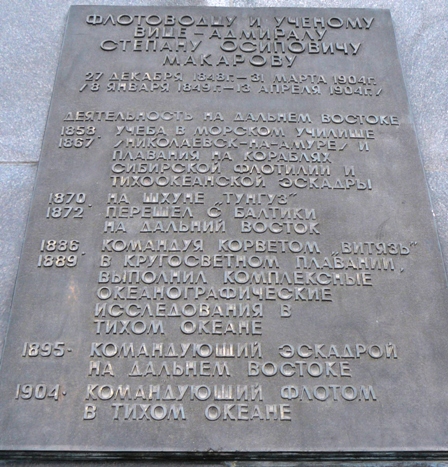 ФЛОТОВОДЦУ И УЧЕНОМУ
ВИЦЕ-АДМИРАЛУ
СТЕПАНУ ОСИПОВИЧУ
МАКАРОВУ
27 ДЕКАБРЯ 1848г.-31 МАРТА 1904г.
/8 ЯНВАРЯ 1849г.-13 АПРЕЛЯ 1904г./
ДЕЯТЕЛЬНОСТЬ НА ДАЛЬНЕМ ВОСТОКЕ
1858- УЧЕБА В МОРСКОМ УЧИЛИЩЕ
1867. /НИКОЛАЕВСК-НА-АМУРЕ/ И
ПЛАВАНИЯ НА КОРАБЛЯХ
СИБИРСКОЙ ФЛОТИЛИИ И
ТИХООКЕАНСКОЙ ЭСКАДРЫ
1870- НА ШХУНЕ „ТУНГУЗ"
1872. ПЕРЕШЕЛ С БАЛТИКИ
НА ДАЛЬНИЙ ВОСТОК
1886- КОМАНДУЯ КОРВЕТОМ „ВИТЯЗЬ"
1889. В КРУГОСВЕТНОМ ПЛАВАНИИ,
ВЫПОЛНИЛ КОМПЛЕКСНЫЕ
ОКЕАНОГРАФИЧЕСКИЕ
ИССЛЕДОВАНИЯ В
ТИХОМ ОКЕАНЕ
1895- КОМАНДУЮЩИЙ ЭСКАДРОЙ
НА ДАЛЬНЕМ ВОСТОКЕ
1904- КОМАНДУЮЩИЙ ФЛОТОМ
В ТИХОМ ОКЕАНЕ